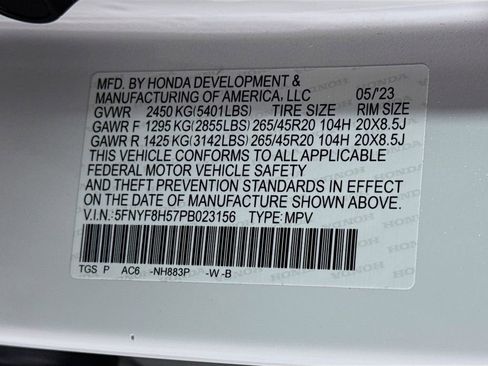 MFD. BY HONDA DEVELOPMENT &
MANUFACTURING OF AMERICA, LLC 05/'23
GVWR 2450 KG(5401LBS) TIRE SIZE RIM SIZE
GAWR F 1295 KG(2855LBS) 265/45R20 104H 20X8.5J
GAWR R 1425 KG(3142LBS) 265/45R20 104H 20X8.5J
THIS VEHICLE CONFORMS TO ALL APPLICABLE
FEDERAL MOTOR VEHICLE SAFETY
AND THEFT PREVENTION STANDARDS IN EFFECT
ON THE DATE OF MANUFACTURE SHOWN ABOVE.
V.I.N.:5FNYF8H57PB023156 TYPE:MPV
TGS P AC6 -NH883P -W-B